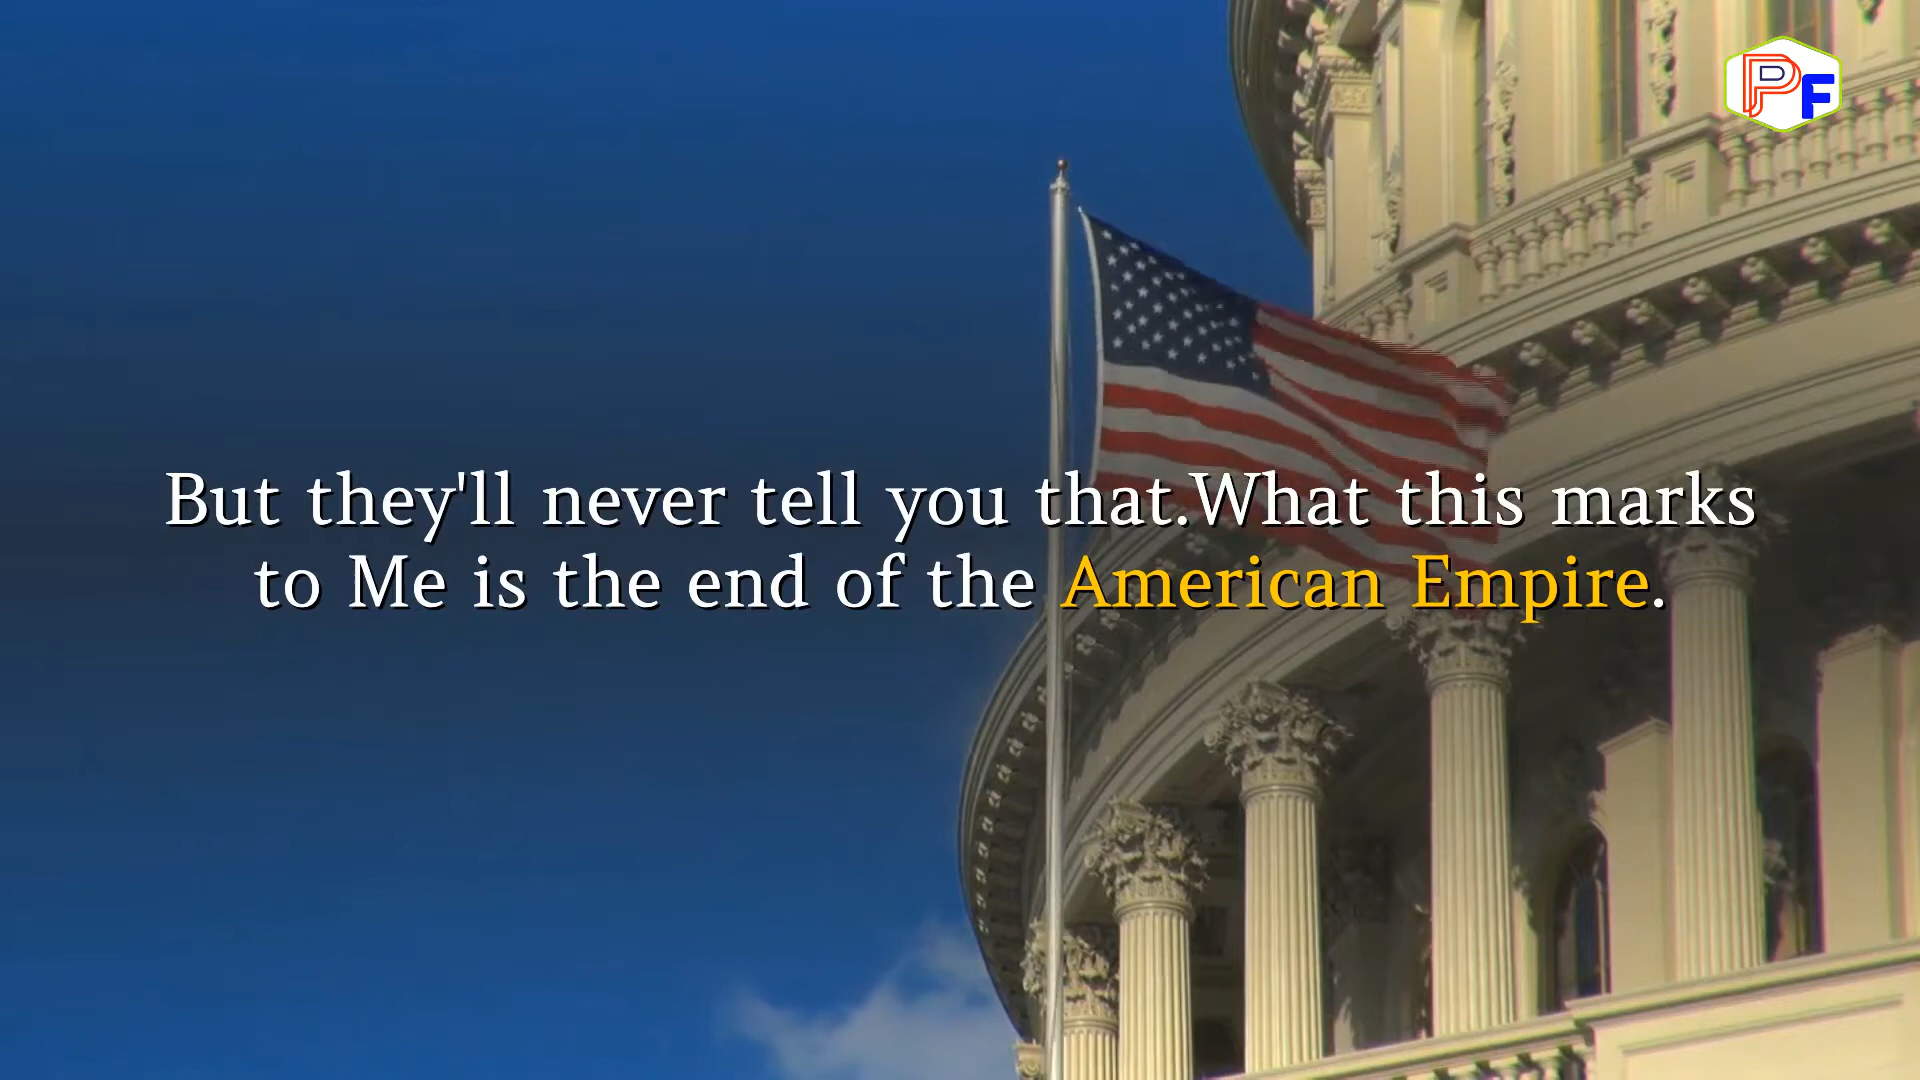 PF
But they'll never tell you that.What this marks
to Me is the end of the American Empire.